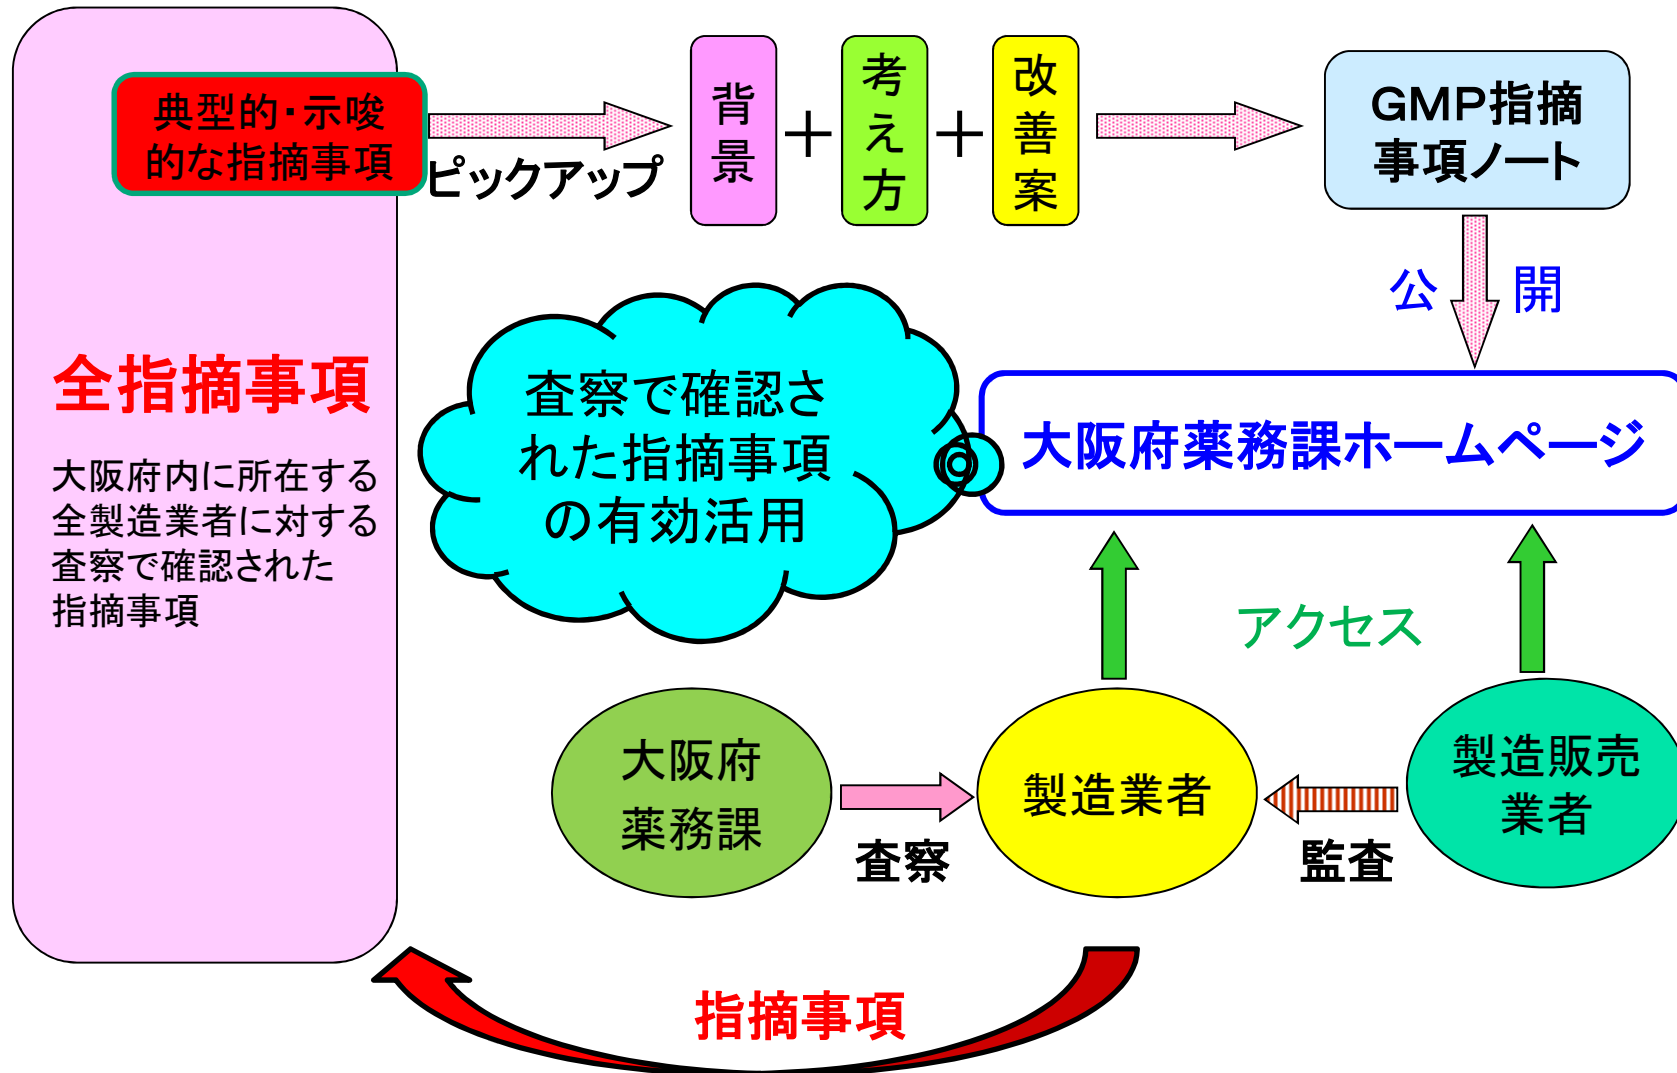 典型的・示唆
的な指摘事項
ピックアップ
背景
＋
考え方
＋
改善案
GMP指摘
事項ノート
公開
全指摘事項
大阪府内に所在する
全製造業者に対する
査察で確認された
指摘事項
査察で確認さ
れた指摘事項
の有効活用
大阪府薬務課ホームページ
アクセス
大阪府
薬務課
査察
製造業者
監査
製造販売
業者
指摘事項